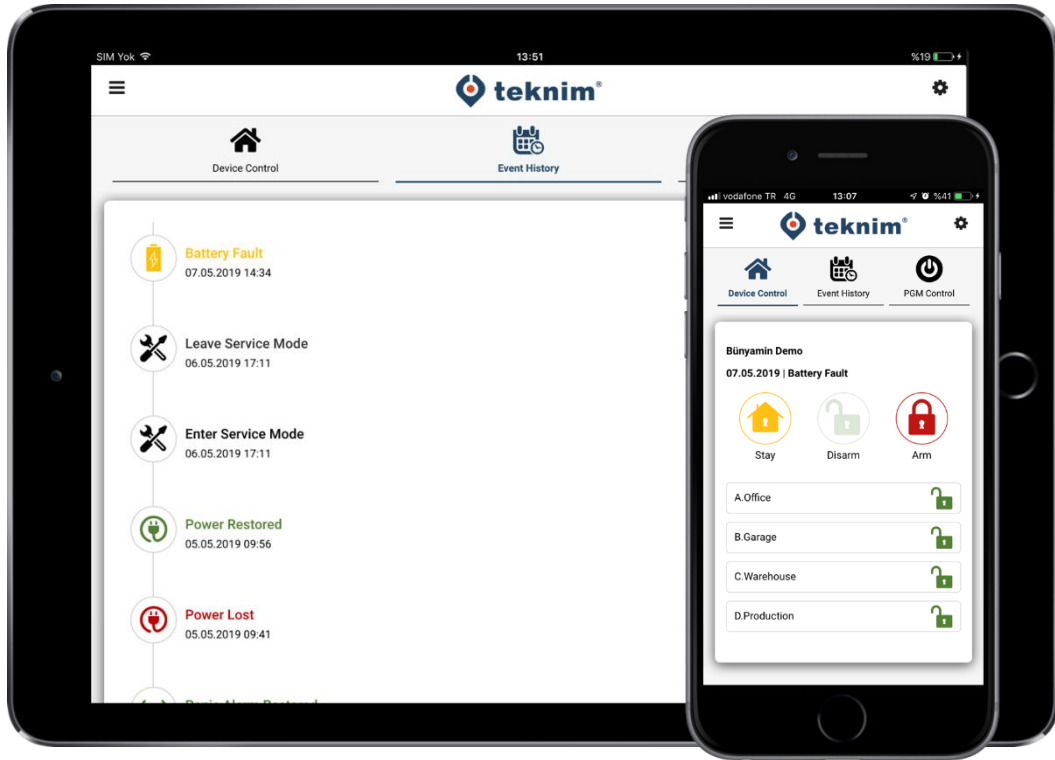 SIM Yok 13:51 %19
teknim®
Device Control Event History
Battery Fault
07.05.2019 14:34
Leave Service Mode
06.05.2019 17:11
Enter Service Mode
06.05.2019 17:11
Power Restored
05.05.2019 09:56
Power Lost
05.05.2019 09:41
Panic Alarm Restored
vodafone TR 4G 13:07 %41
teknim®
Device Control Event History PGM Control
Bünyamin Demo
07.05.2019 | Battery Fault
Stay Disarm Arm
A.Office
B.Garage
C.Warehouse
D.Production